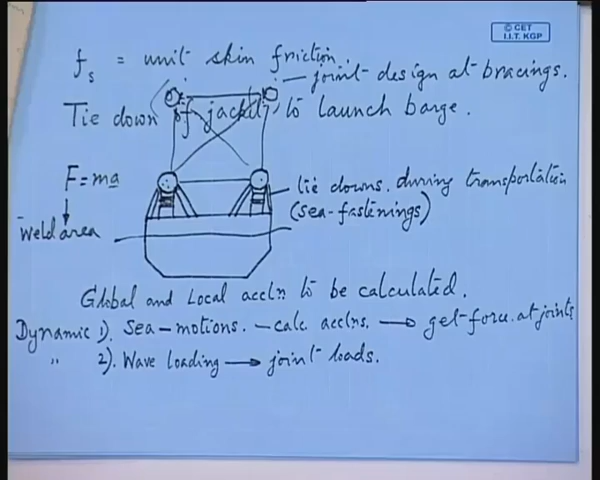 © CET
I.I.T. KGP
fs = unit skin friction.
joint design at bracings.
Tie down of jacket, to launch barge.
F = ma
weld area
tie downs during transportation
(sea-fastenings)
Global and Local accln to be calculated.
Dynamic 1). Sea-motions. - calc acclns. → get force at joints
" 2). Wave loading → joint loads.